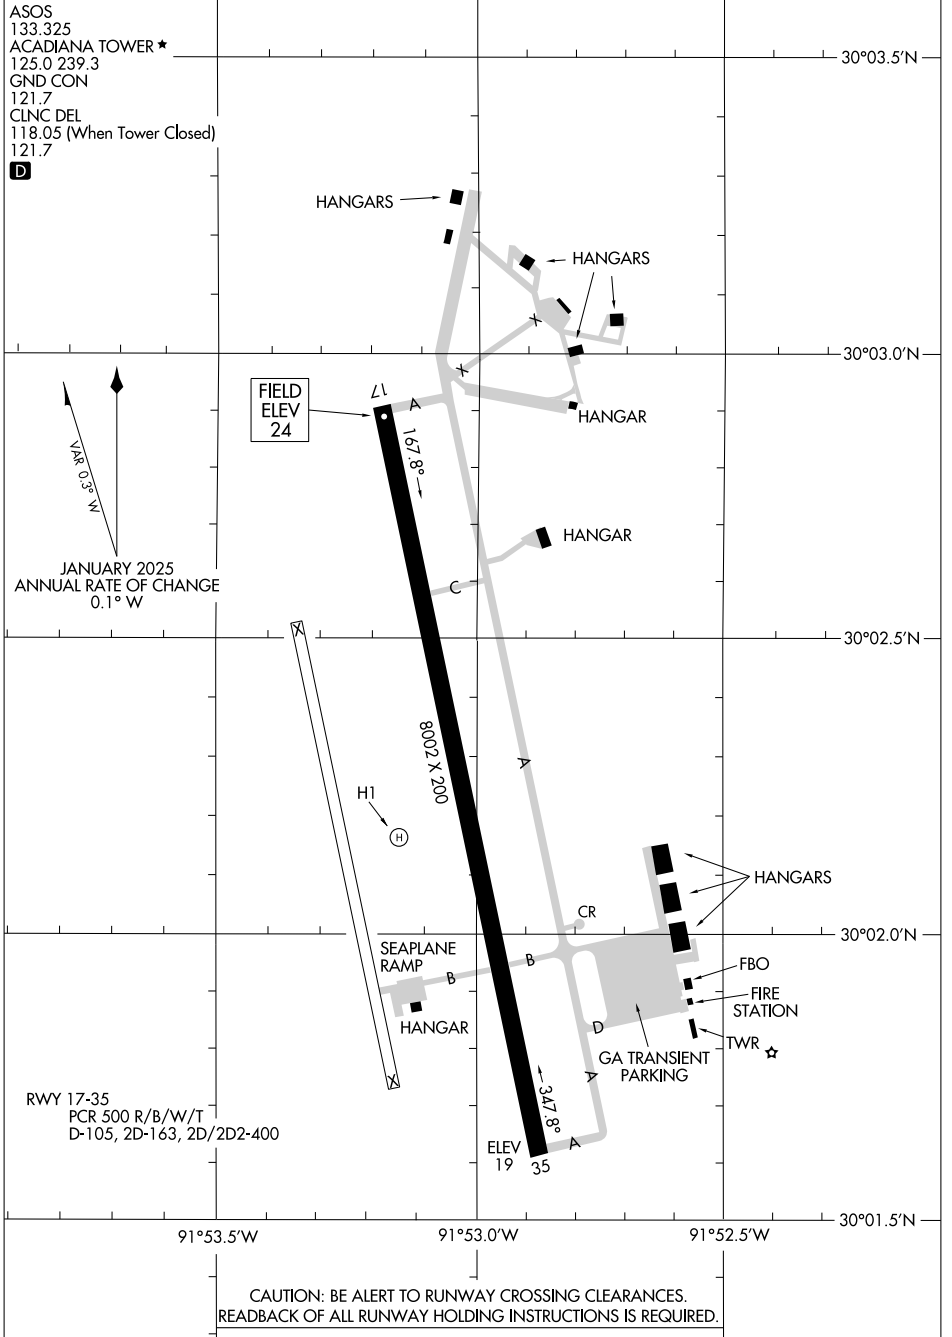 ASOS
133.325
ACADIANA TOWER ★
125.0 239.3
GND CON
121.7
CLNC DEL
118.05 (When Tower Closed)
121.7
D
30°03.5'N
HANGARS
HANGARS
X
30°03.0'N
X
FIELD
ELEV
24
17
A
HANGAR
167.8°
VAR 0.3° W
HANGAR
JANUARY 2025
ANNUAL RATE OF CHANGE
0.1° W
C
X
30°02.5'N
8002 X 200
A
H1
H
HANGARS
CR
30°02.0'N
SEAPLANE
RAMP
B
B
FBO
FIRE
STATION
HANGAR
D
TWR
GA TRANSIENT
PARKING
X
A
RWY 17-35
PCR 500 R/B/W/T
D-105, 2D-163, 2D/2D2-400
347.8°
A
ELEV
19
35
30°01.5'N
91°53.5'W
91°53.0'W
91°52.5'W
CAUTION: BE ALERT TO RUNWAY CROSSING CLEARANCES.
READBACK OF ALL RUNWAY HOLDING INSTRUCTIONS IS REQUIRED.